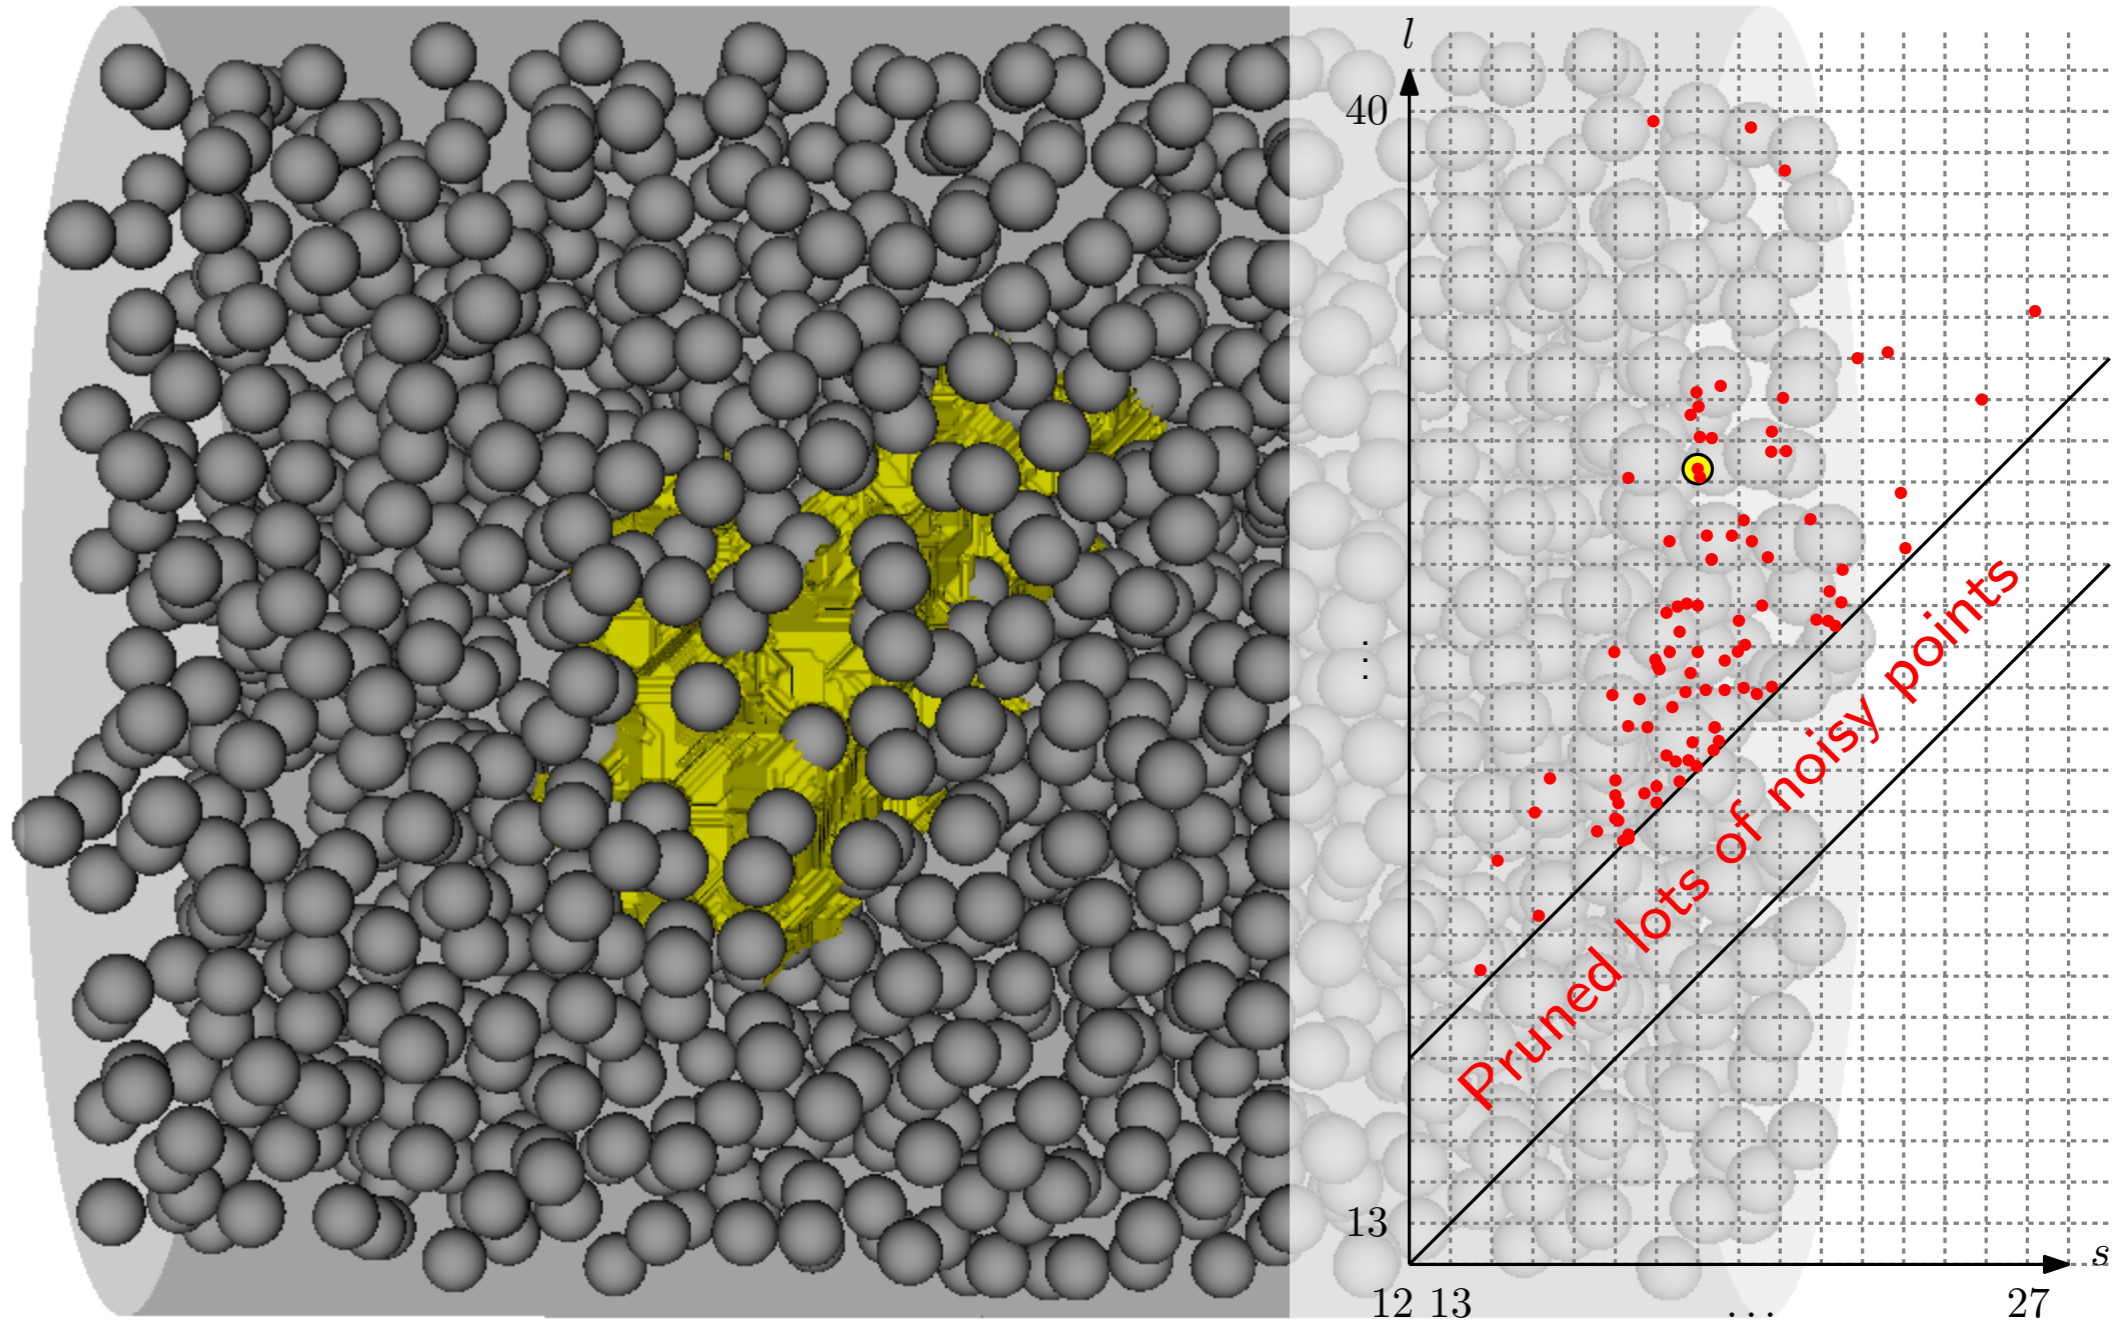 l
40
⋮
13
Pruned lots of noisy points
s
12 13 ... 27